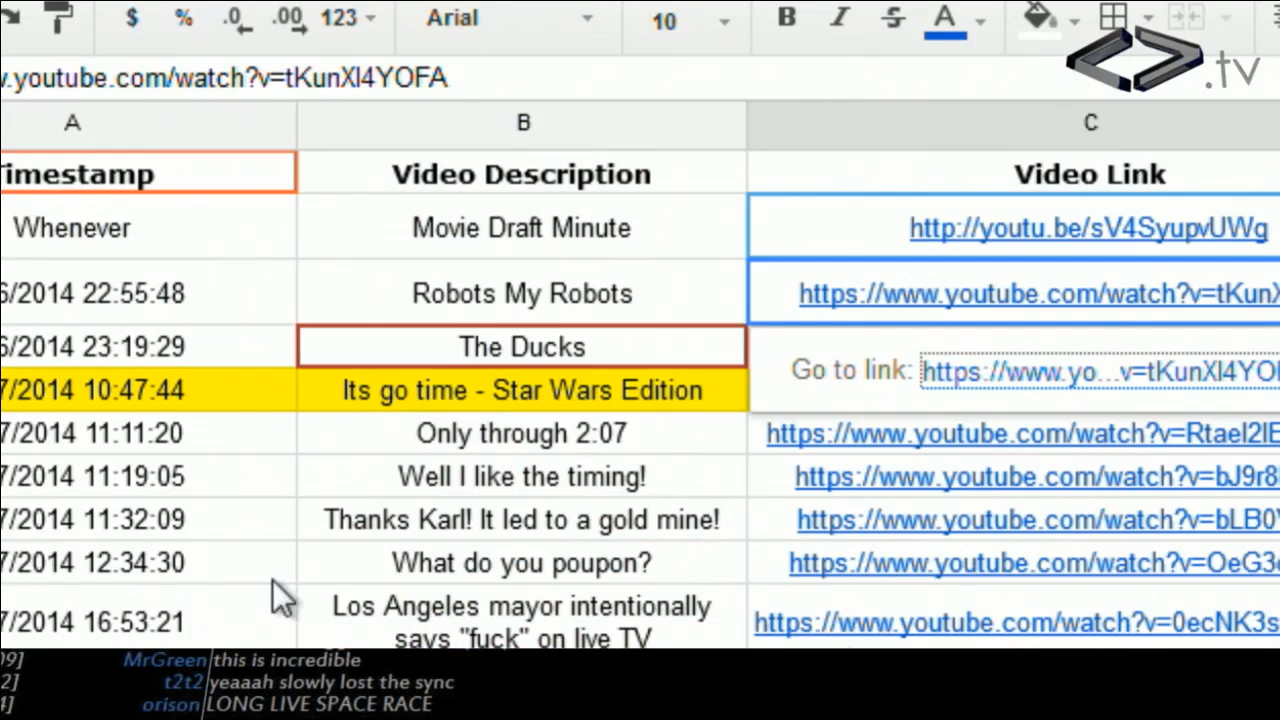 $ % .0 .00 123 Arial 10 B I S A
.youtube.com/watch?v=tKunXl4YOFA
.tv
A B C
Timestamp Video Description Video Link
Whenever Movie Draft Minute http://youtu.be/sV4SyupvUWg
6/2014 22:55:48 Robots My Robots https://www.youtube.com/watch?v=tKunX
6/2014 23:19:29 The Ducks
Go to link: https://www.yo...v=tKunXl4YOF
7/2014 10:47:44 Its go time - Star Wars Edition
7/2014 11:11:20 Only through 2:07 https://www.youtube.com/watch?v=Rtael2lE
7/2014 11:19:05 Well I like the timing! https://www.youtube.com/watch?v=bJ9r8
7/2014 11:32:09 Thanks Karl! It led to a gold mine! https://www.youtube.com/watch?v=bLB0
7/2014 12:34:30 What do you poupon? https://www.youtube.com/watch?v=OeG3
7/2014 16:53:21 Los Angeles mayor intentionally https://www.youtube.com/watch?v=0ecNK3s
says "fuck" on live TV
09] MrGreen this is incredible
2] t2t2 yeaaah slowly lost the sync
4] orison LONG LIVE SPACE RACE